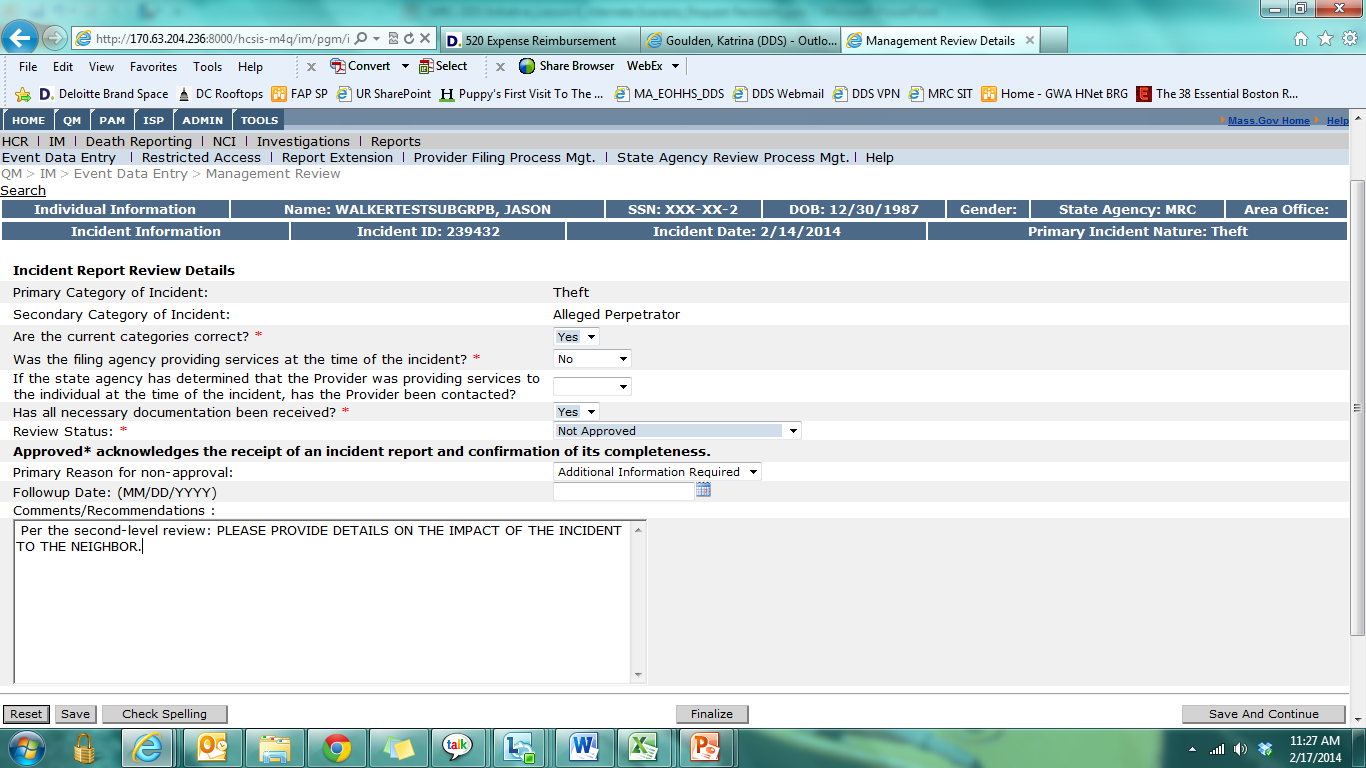 http://170.63.204.236:8000/hcsis-m4q/im/pgm/i
D. 520 Expense Reimbursement
Goulden, Katrina (DDS) - Outlo...
Management Review Details
File Edit View Favorites Tools Help
x Convert Select
x Share Browser WebEx
D. Deloitte Brand Space DC Rooftops FAP SP UR SharePoint H Puppy's First Visit To The ... MA_EOHHS_DDS DDS Webmail DDS VPN MRC SIT Home - GWA HNet BRG E The 38 Essential Boston R...
HOME QM PAM ISP ADMIN TOOLS
Mass.Gov Home Help
HCR | IM | Death Reporting | NCI | Investigations | Reports
Event Data Entry | Restricted Access | Report Extension | Provider Filing Process Mgt. | State Agency Review Process Mgt. | Help
QM > IM > Event Data Entry > Management Review
Search
Individual Information Name: WALKERTESTSUBGRPB, JASON SSN: XXX-XX-2 DOB: 12/30/1987 Gender: State Agency: MRC Area Office:
Incident Information Incident ID: 239432 Incident Date: 2/14/2014 Primary Incident Nature: Theft
Incident Report Review Details
Primary Category of Incident: Theft
Secondary Category of Incident: Alleged Perpetrator
Are the current categories correct? * Yes
Was the filing agency providing services at the time of the incident? * No
If the state agency has determined that the Provider was providing services to
the individual at the time of the incident, has the Provider been contacted?
Has all necessary documentation been received? * Yes
Review Status: * Not Approved
Approved* acknowledges the receipt of an incident report and confirmation of its completeness.
Primary Reason for non-approval: Additional Information Required
Followup Date: (MM/DD/YYYY)
Comments/Recommendations :
Per the second-level review: PLEASE PROVIDE DETAILS ON THE IMPACT OF THE INCIDENT
TO THE NEIGHBOR.
Reset Save Check Spelling Finalize Save And Continue
talk
11:27 AM
2/17/2014